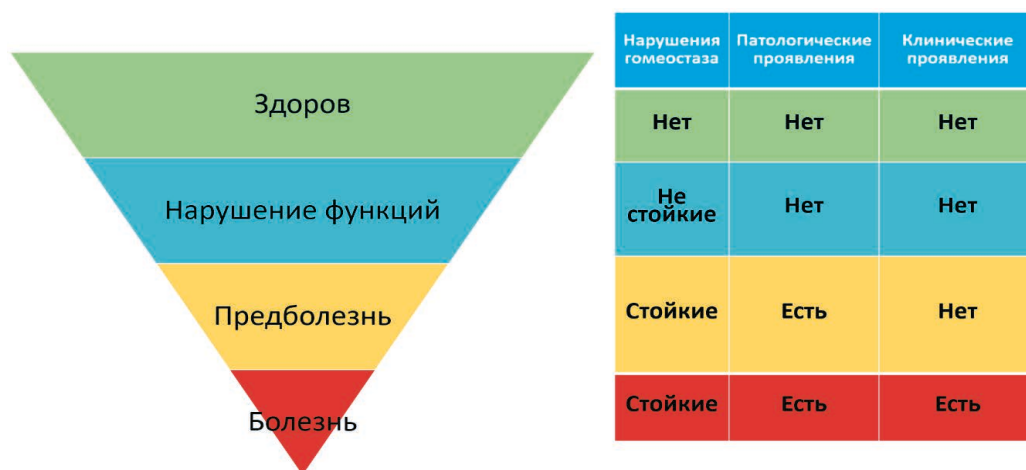 Здоров
Нарушение функций
Предболезнь
Болезнь
Нарушения
гомеостаза
Патологические
проявления
Клинические
проявления
Нет
Нет
Нет
Не
стойкие
Нет
Нет
Стойкие
Есть
Нет
Стойкие
Есть
Есть